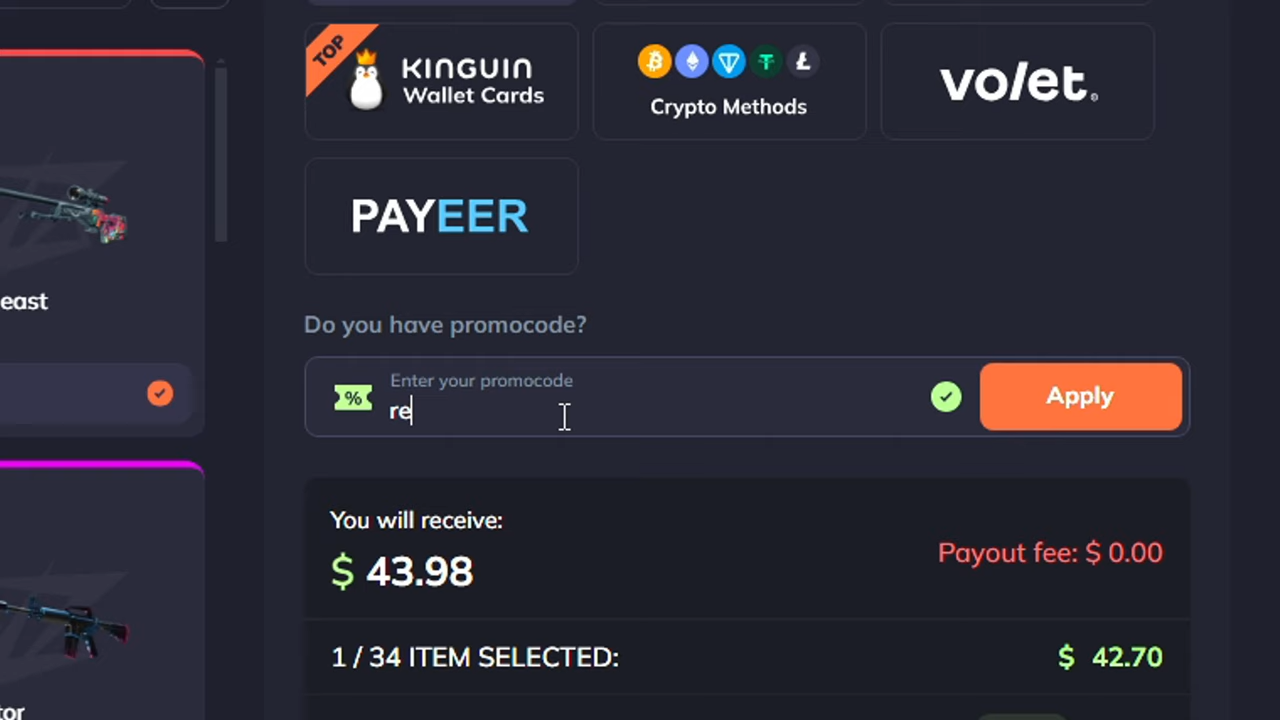 TOP
KINGUIN
Wallet Cards
Crypto Methods
volet.
PAYEER
east
Do you have promocode?
Enter your promocode
re
Apply
You will receive:
$ 43.98
Payout fee: $ 0.00
1 / 34 ITEM SELECTED:
$ 42.70
tor